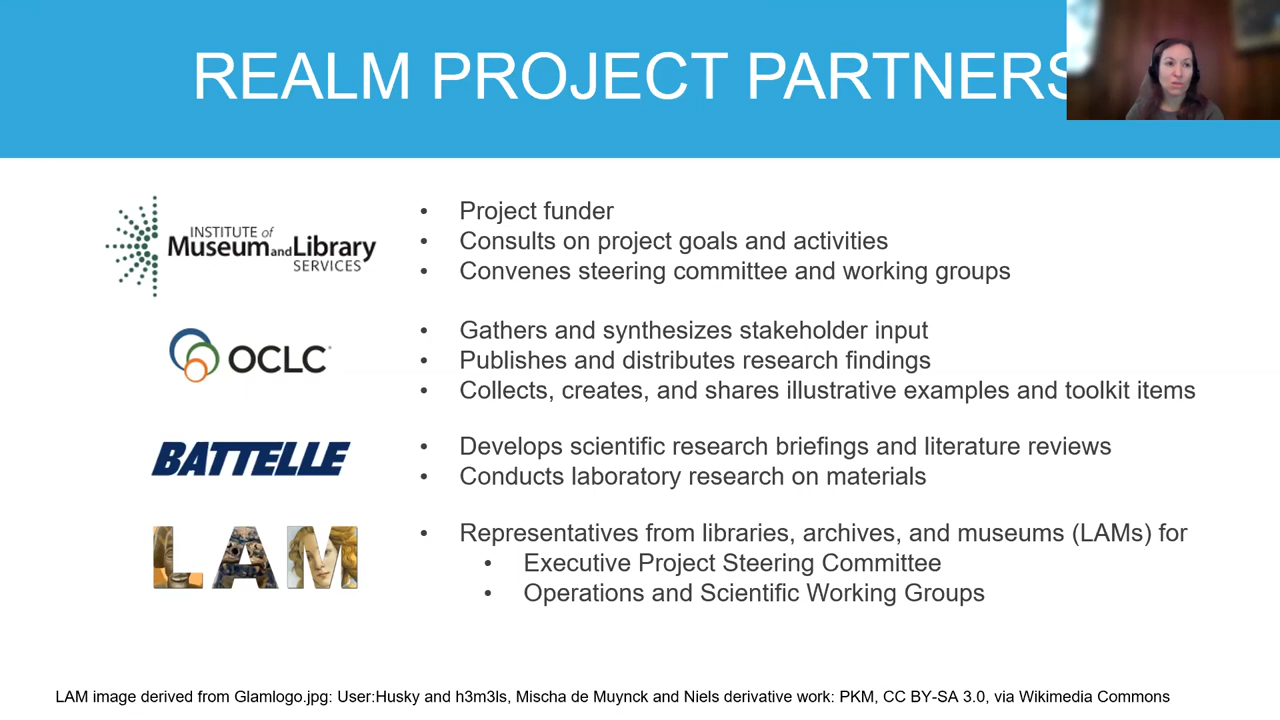 REALM PROJECT PARTNERS
INSTITUTE of
Museum and Library
SERVICES
• Project funder
• Consults on project goals and activities
• Convenes steering committee and working groups
OCLC
• Gathers and synthesizes stakeholder input
• Publishes and distributes research findings
• Collects, creates, and shares illustrative examples and toolkit items
BATTELLE
• Develops scientific research briefings and literature reviews
• Conducts laboratory research on materials
LAM
• Representatives from libraries, archives, and museums (LAMs) for
• Executive Project Steering Committee
• Operations and Scientific Working Groups
LAM image derived from Glamlogo.jpg: User:Husky and h3m3ls, Mischa de Muynck and Niels derivative work: PKM, CC BY-SA 3.0, via Wikimedia Commons